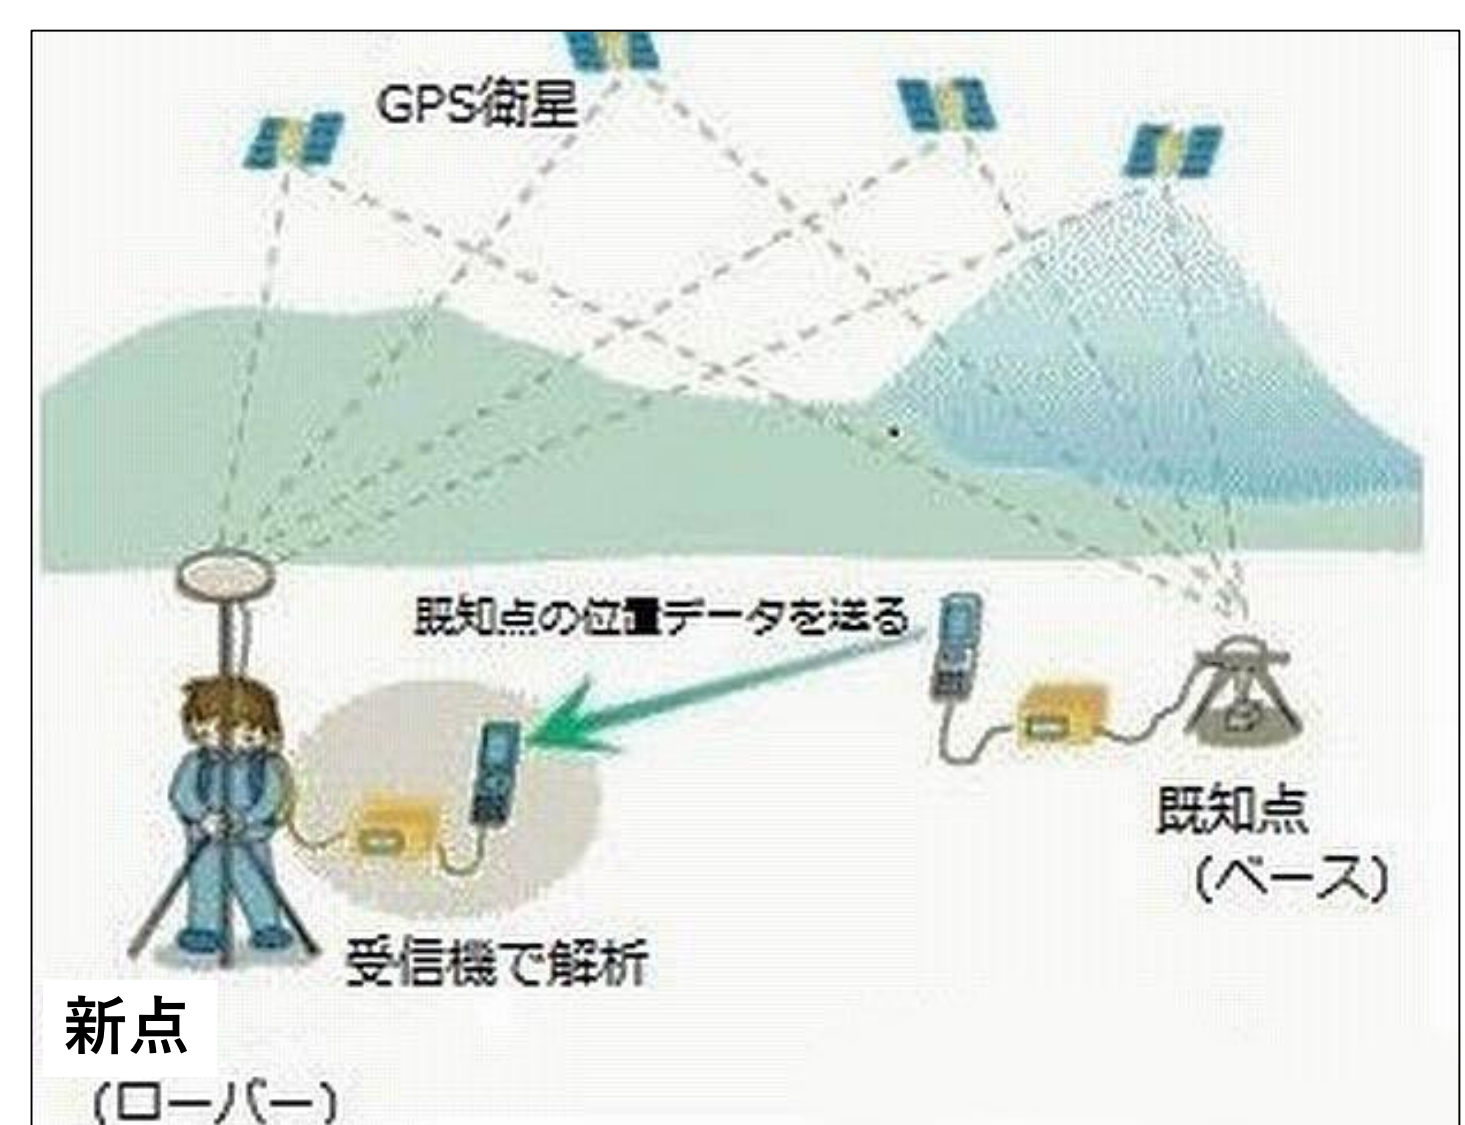 GPS衛星
既知点の位置データを送る
既知点
(ベース)
受信機で解析
新点
(ローバー)